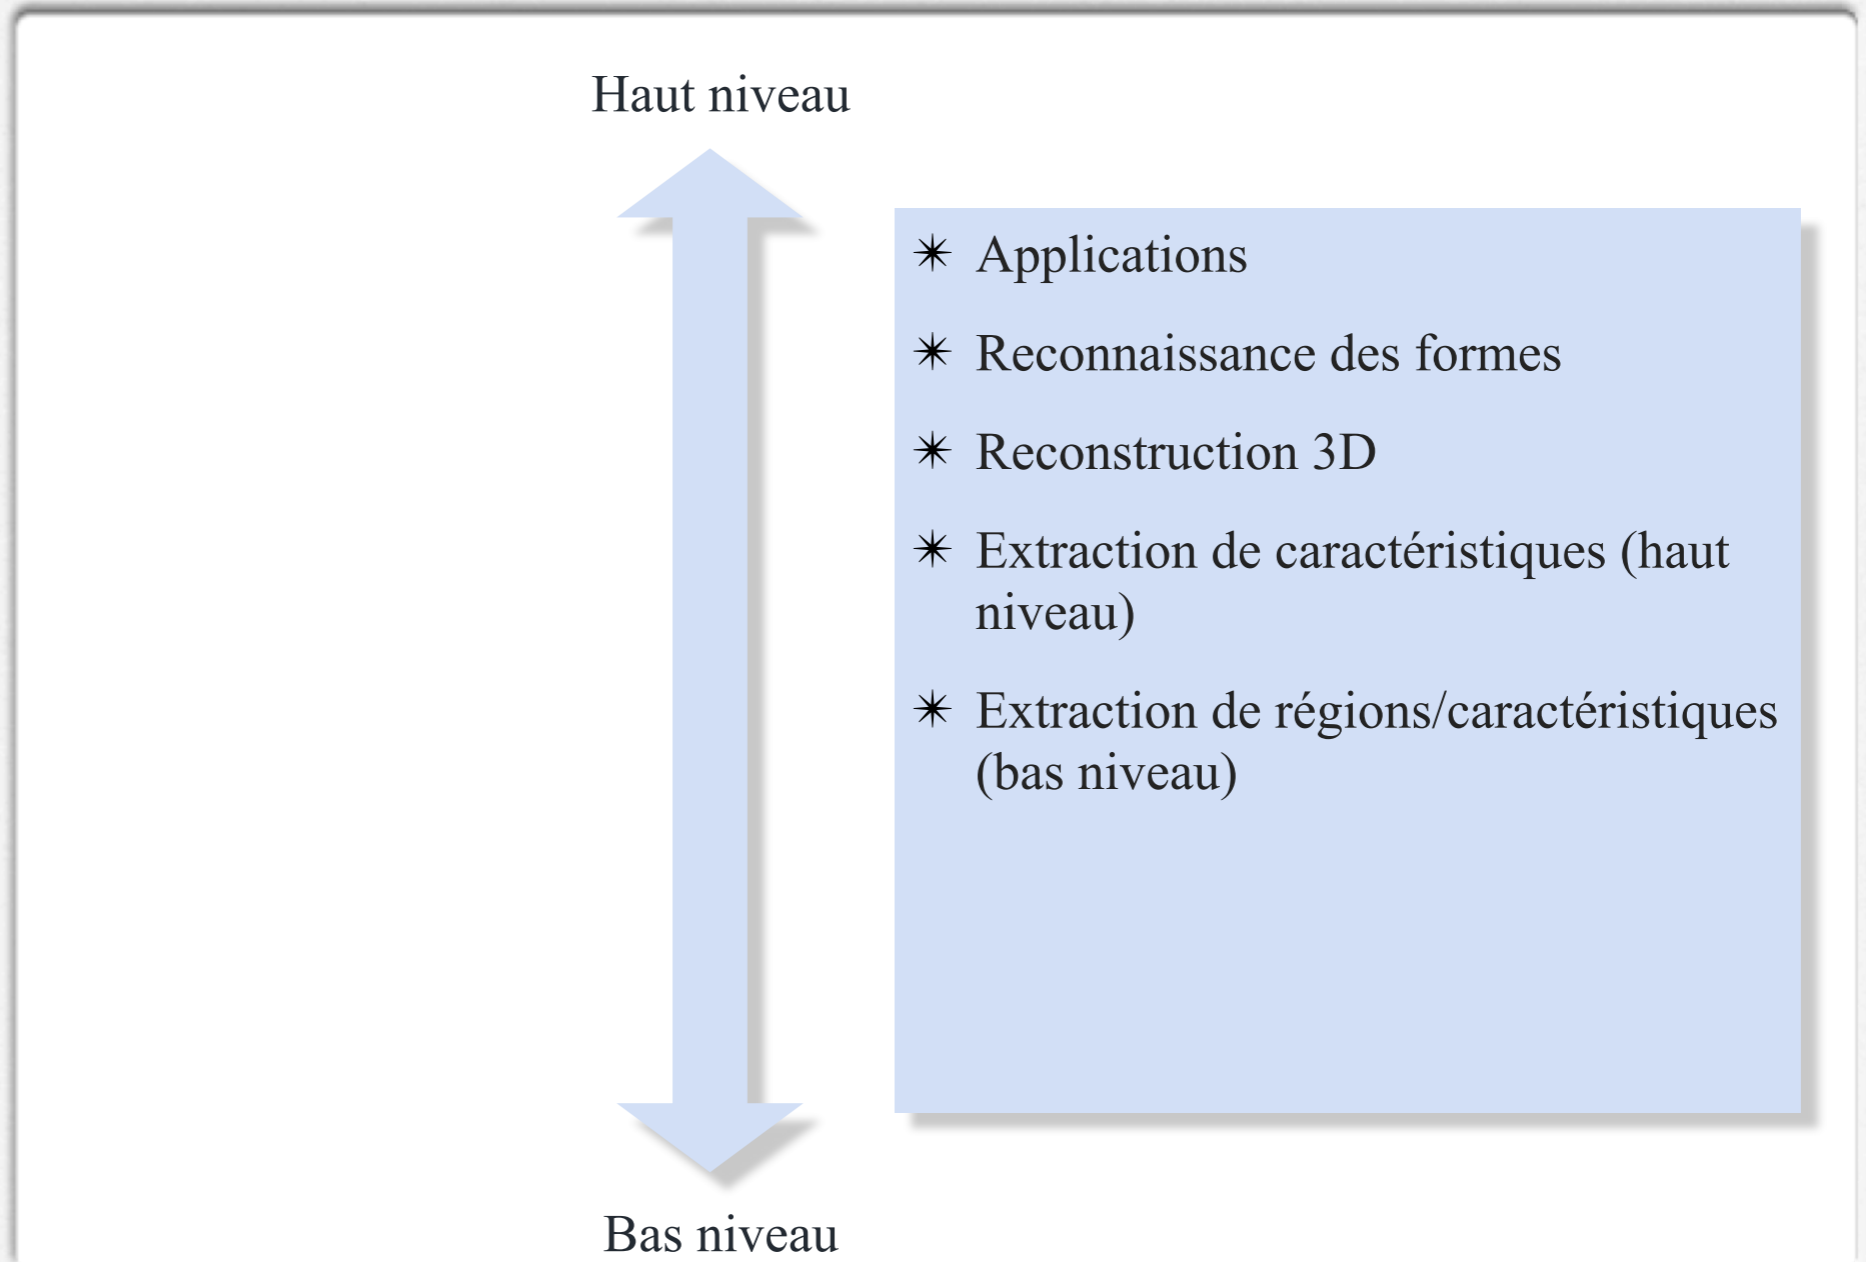 Haut niveau
✴ Applications
✴ Reconnaissance des formes
✴ Reconstruction 3D
✴ Extraction de caractéristiques (haut
niveau)
✴ Extraction de régions/caractéristiques
(bas niveau)
Bas niveau